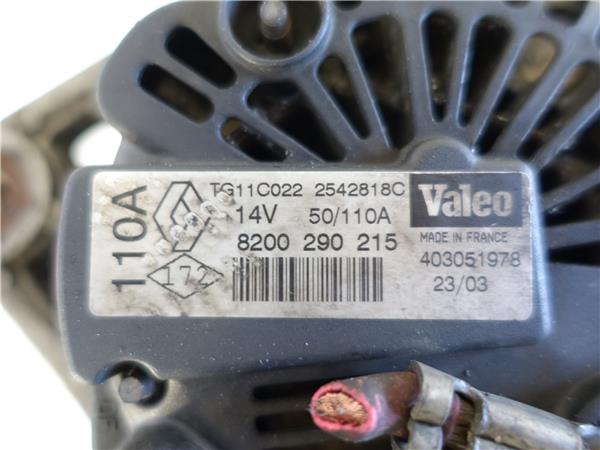 110A
TG11C022 2542818C
14V 50/110A
8200 290 215
172
Valeo
MADE IN FRANCE
403051978
23/03